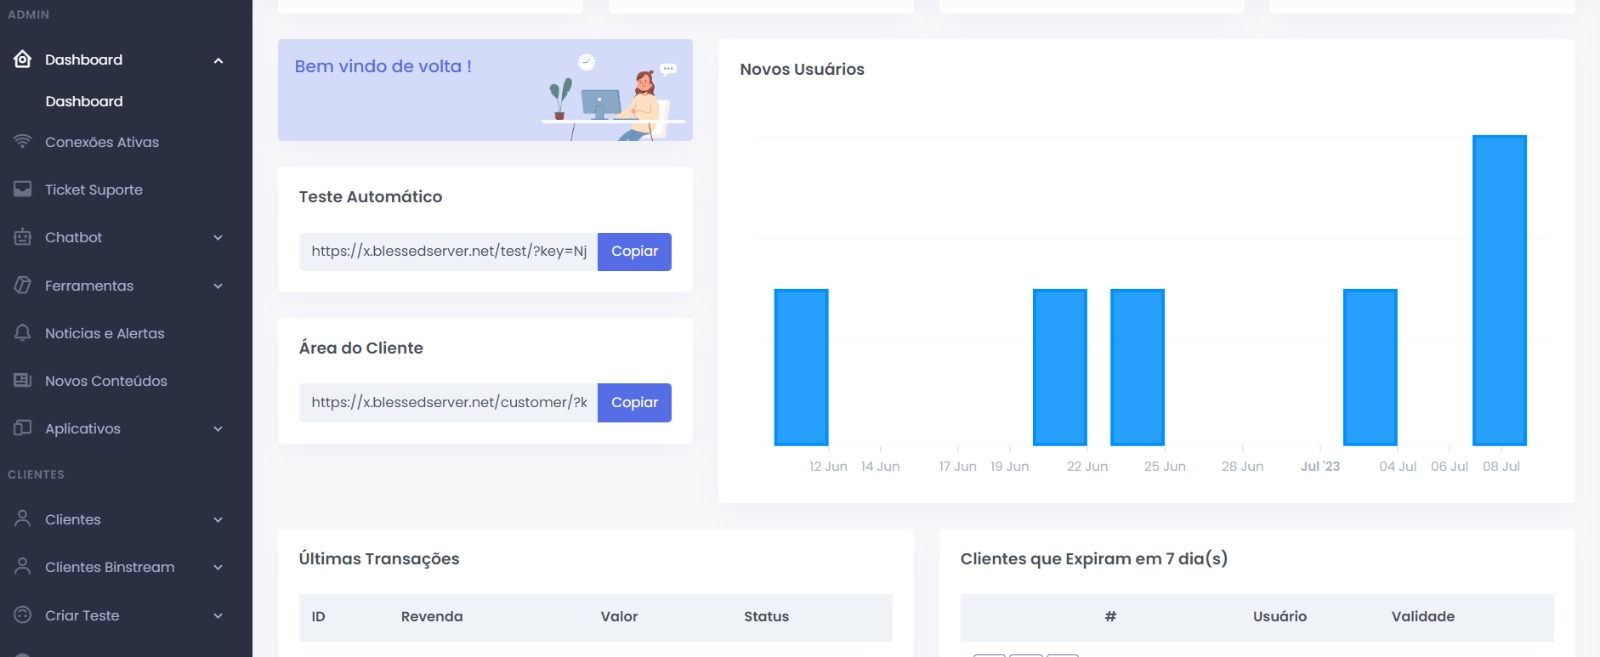 ADMIN
Dashboard
Dashboard
Conexões Ativas
Ticket Suporte
Chatbot
Ferramentas
Noticias e Alertas
Novos Conteúdos
Aplicativos
CLIENTES
Clientes
Clientes Binstream
Criar Teste
Bem vindo de volta !
Teste Automático
https://x.blessedserver.net/test/?key=Nj
Copiar
Área do Cliente
https://x.blessedserver.net/customer/?k
Copiar
Novos Usuários
12 Jun 14 Jun 17 Jun 19 Jun 22 Jun 25 Jun 28 Jun Jul '23 04 Jul 06 Jul 08 Jul
Últimas Transações
ID Revenda Valor Status
Clientes que Expiram em 7 dia(s)
# Usuário Validade